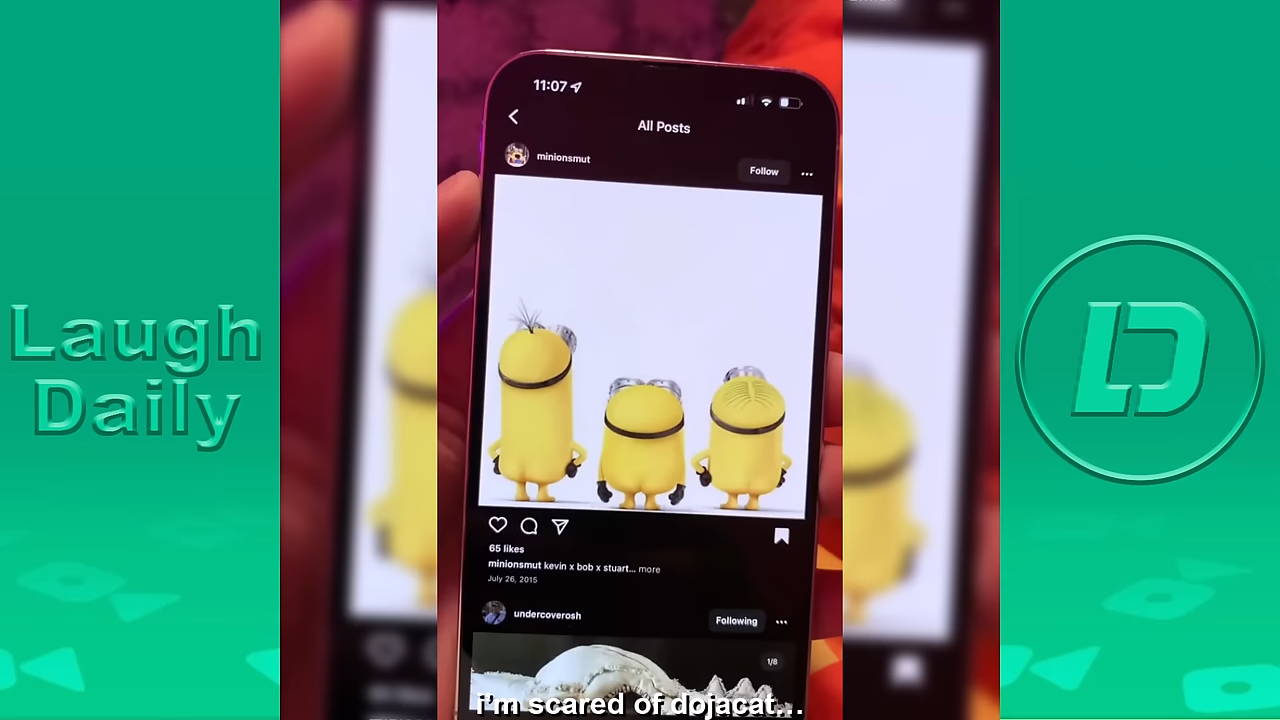 Laugh
Daily
11:07
All Posts
minionsmut
Follow
65 likes
minionsmut kevin x bob x stuart... more
July 26, 2015
undercoverosh
Following
1/8
i'm scared of dojacat...
LD